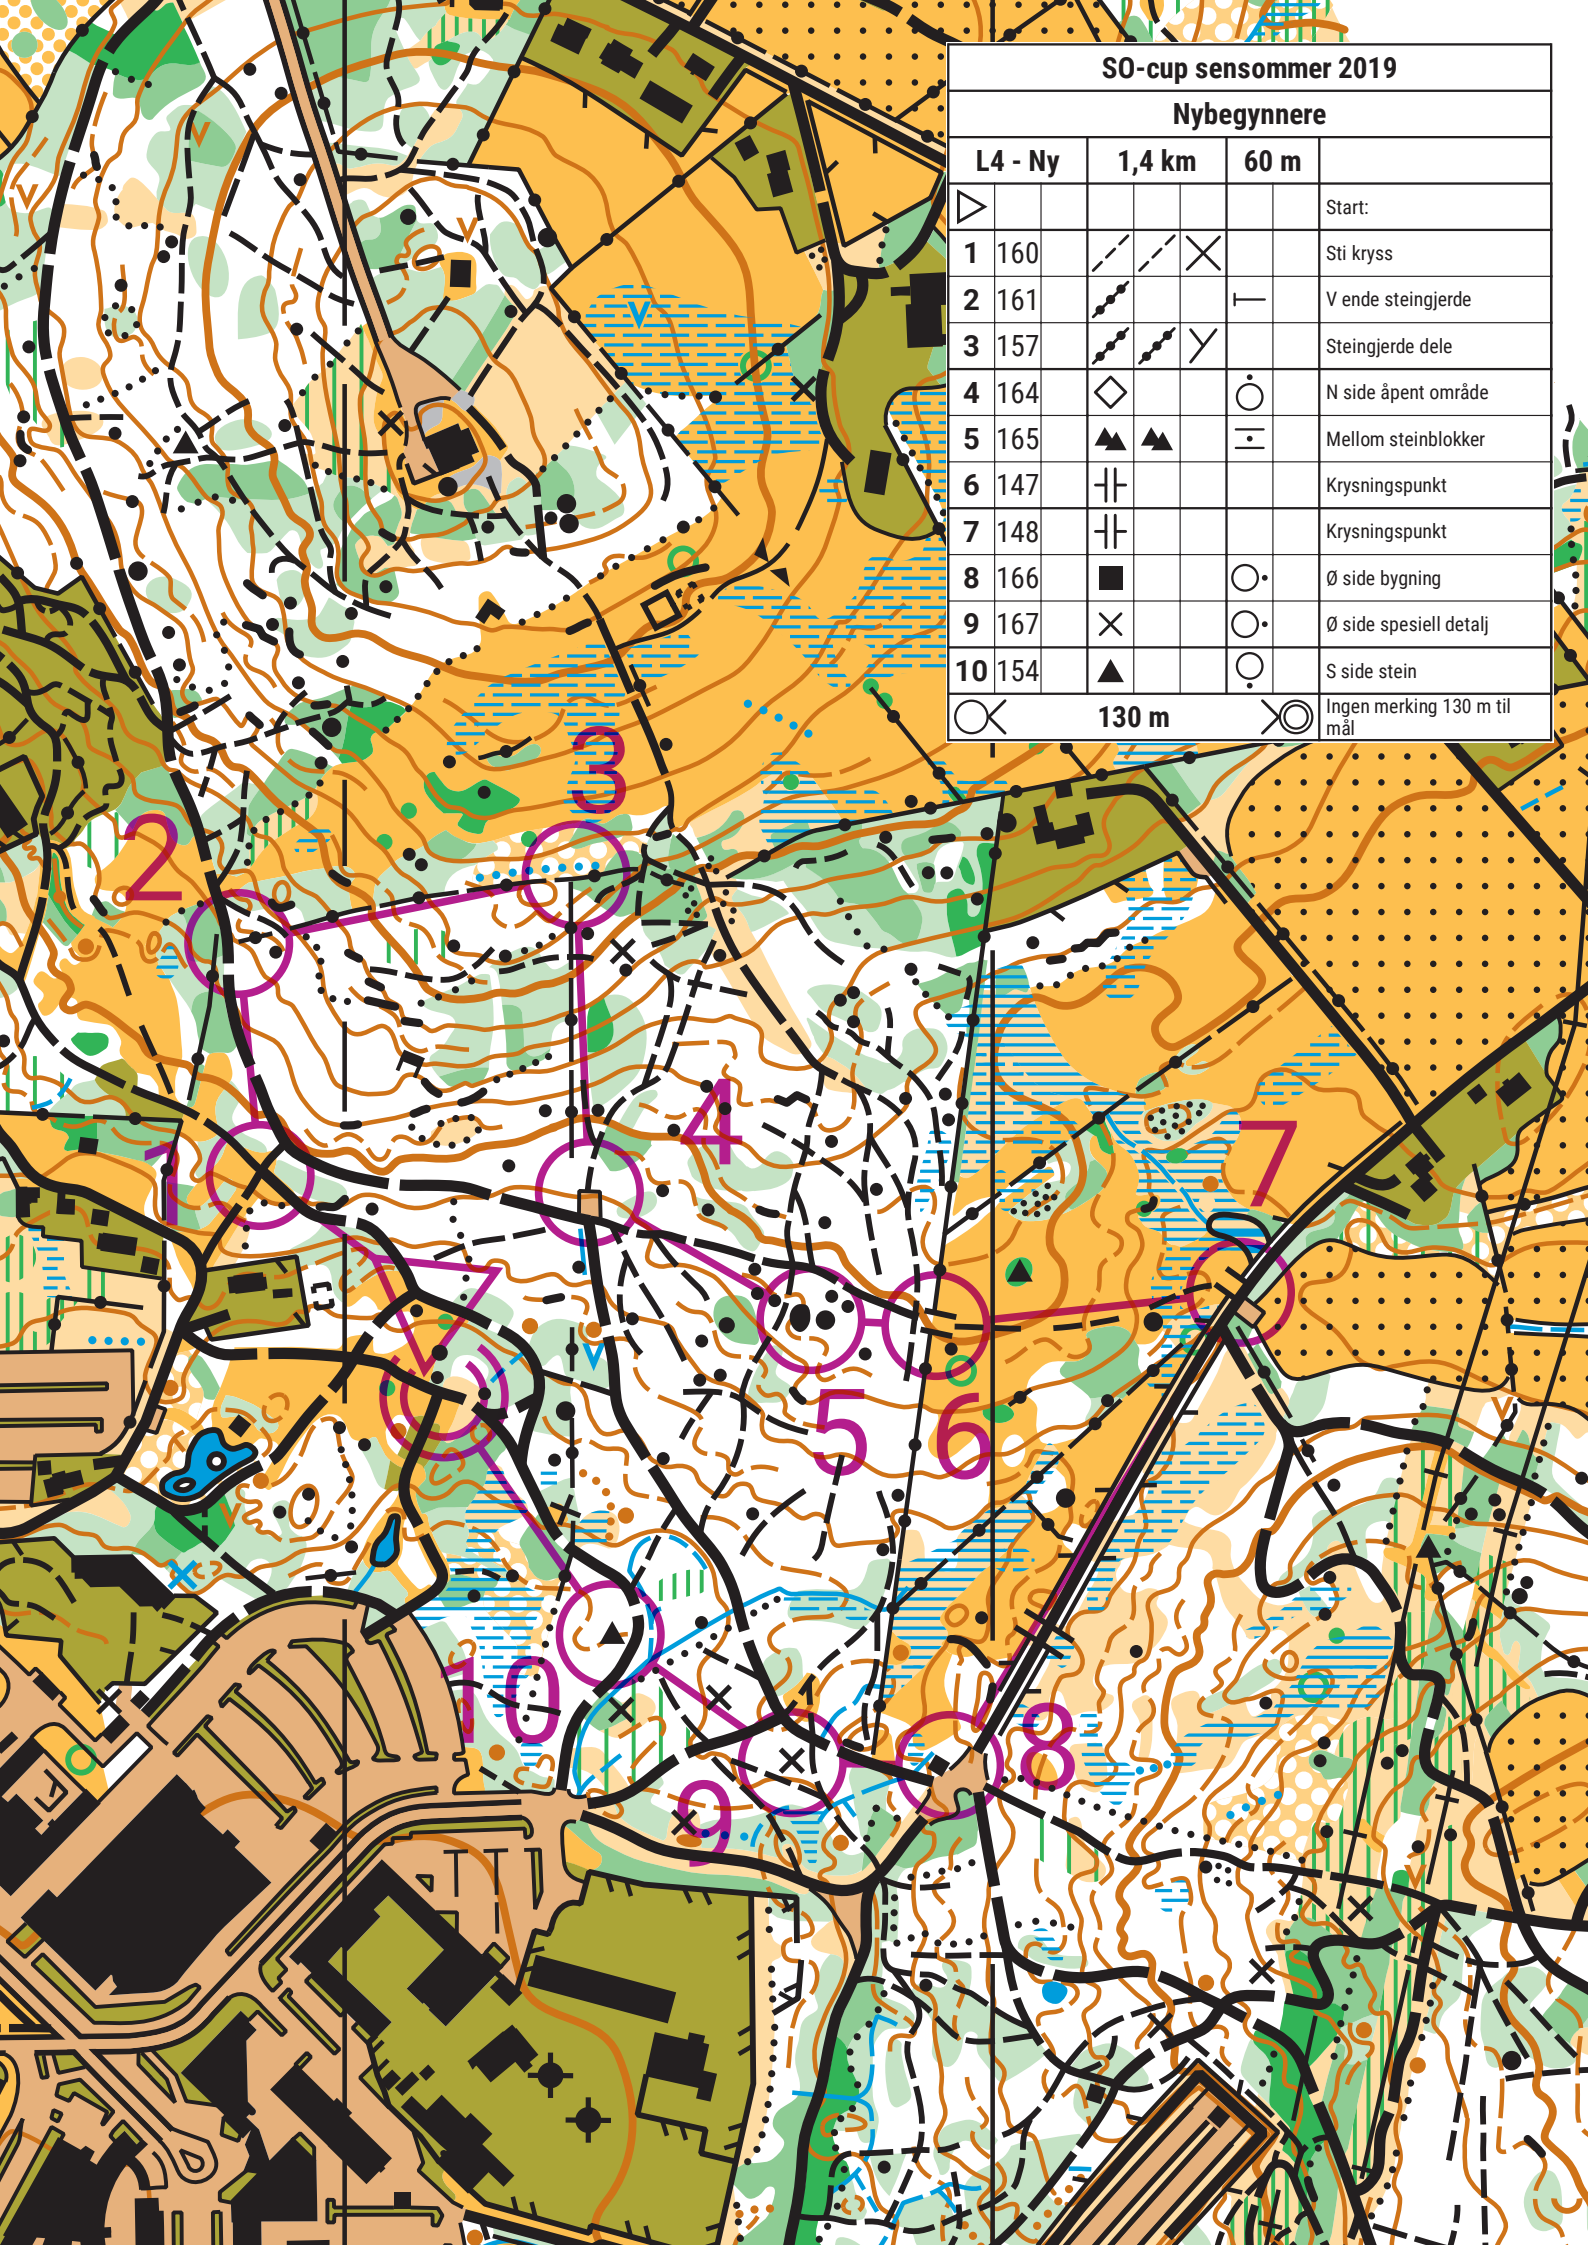 SO-cup sensommer 2019
Nybegynnere
L4 - Ny 1,4 km 60 m
Start:
1 160 Sti kryss
2 161 V ende steingjerde
3 157 Steingjerde dele
4 164 N side åpent område
5 165 Mellom steinblokker
6 147 Krysningspunkt
7 148 Krysningspunkt
8 166 Ø side bygning
9 167 Ø side spesiell detalj
10 154 S side stein
130 m Ingen merking 130 m til
mål
3
2
4
1
7
5
6
10
8
9